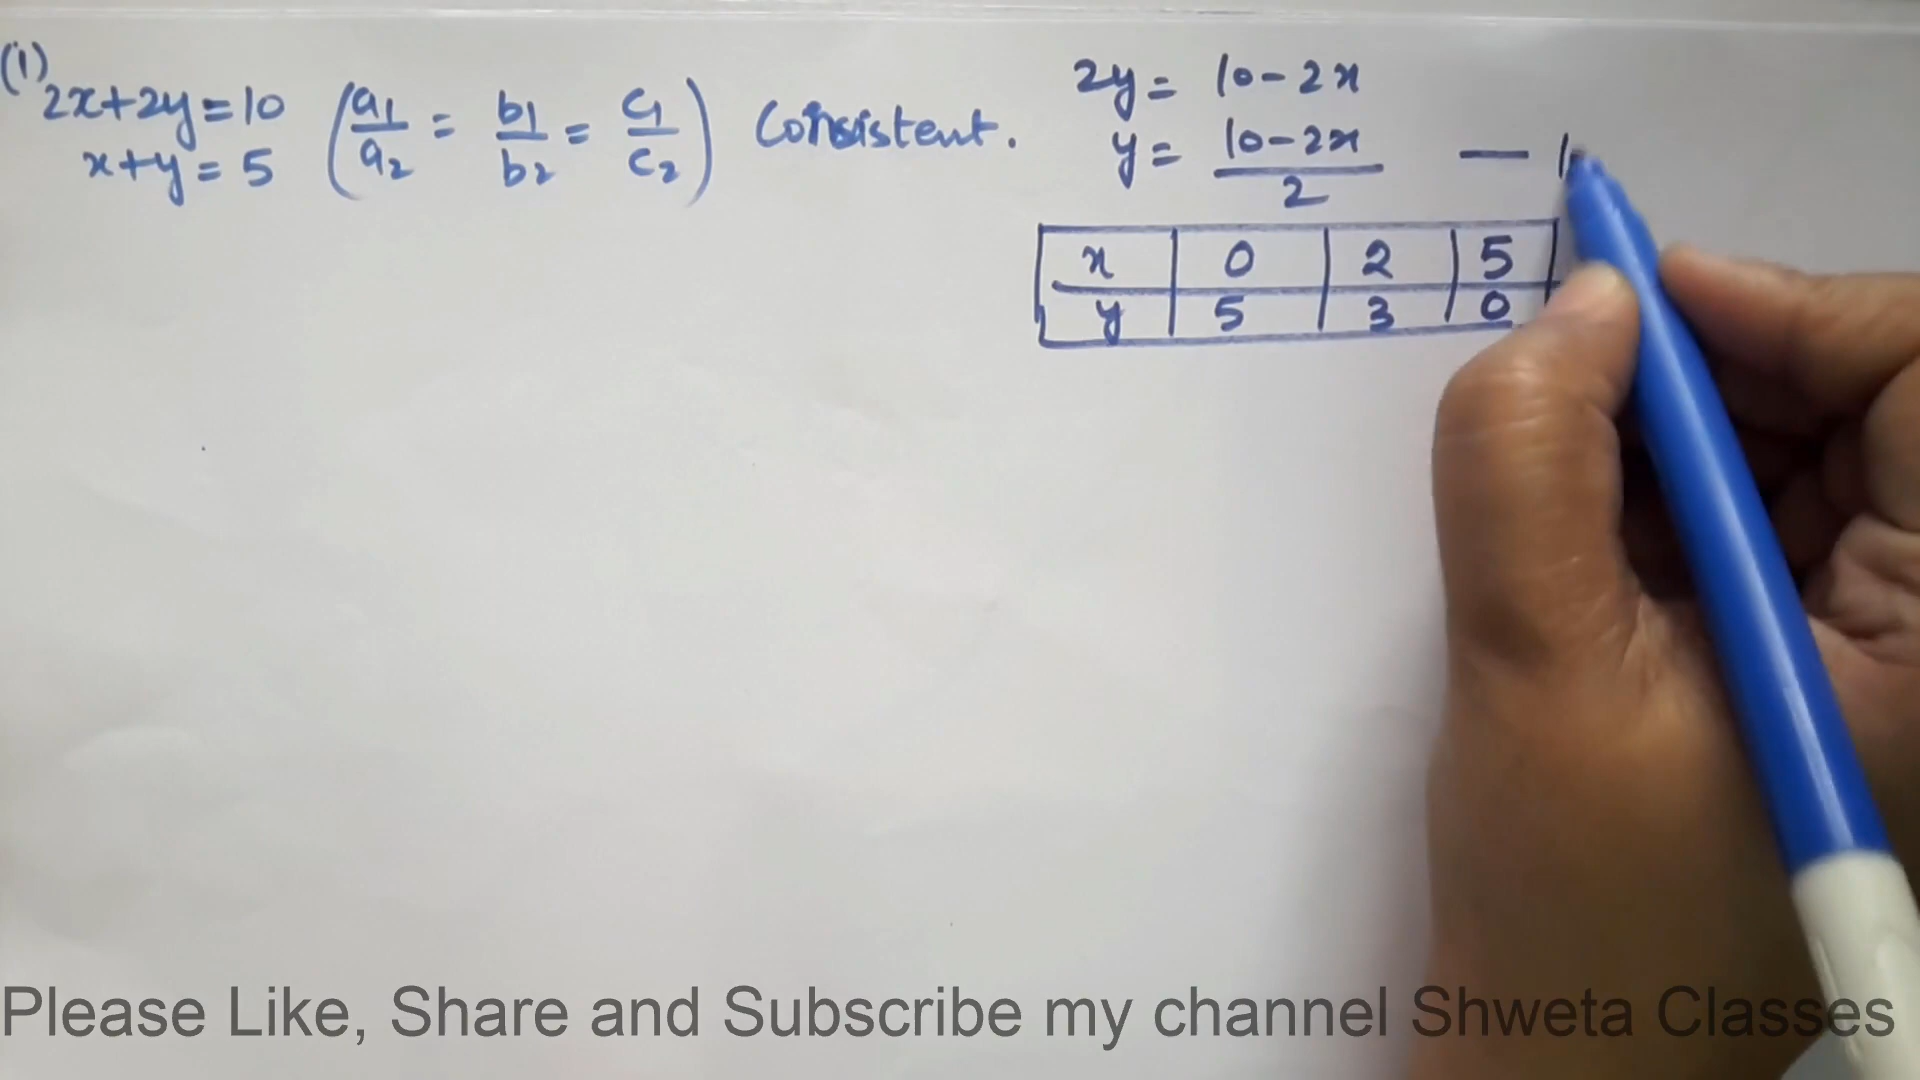 (1)
2x+2y=10 (a1/a2 = b1/b2 = c1/c2) Consistent.
x+y=5
2y= 10-2x
y= 10-2x/2 — 1
x 0 2 5
y 5 3 0
Please Like, Share and Subscribe my channel Shweta Classes